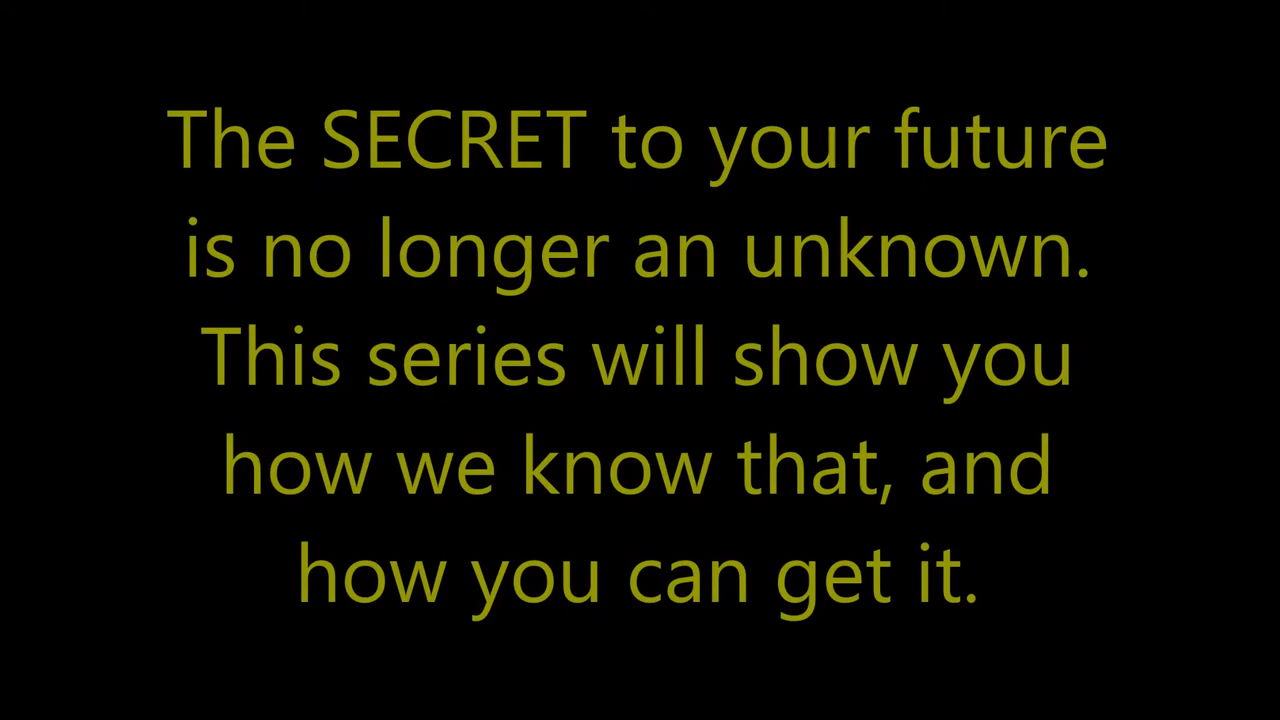 The SECRET to your future
is no longer an unknown.
This series will show you
how we know that, and
how you can get it.